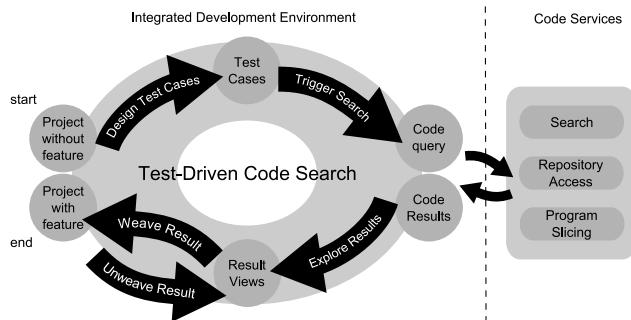 Integrated Development Environment
Code Services
start
Project
without
feature
Design Test Cases
Test
Cases
Trigger Search
Code
query
Search
Repository
Access
Program
Slicing
Test-Driven Code Search
Code
Results
Explore Results
Result
Views
Weave Result
Unweave Result
Project
with
feature
end